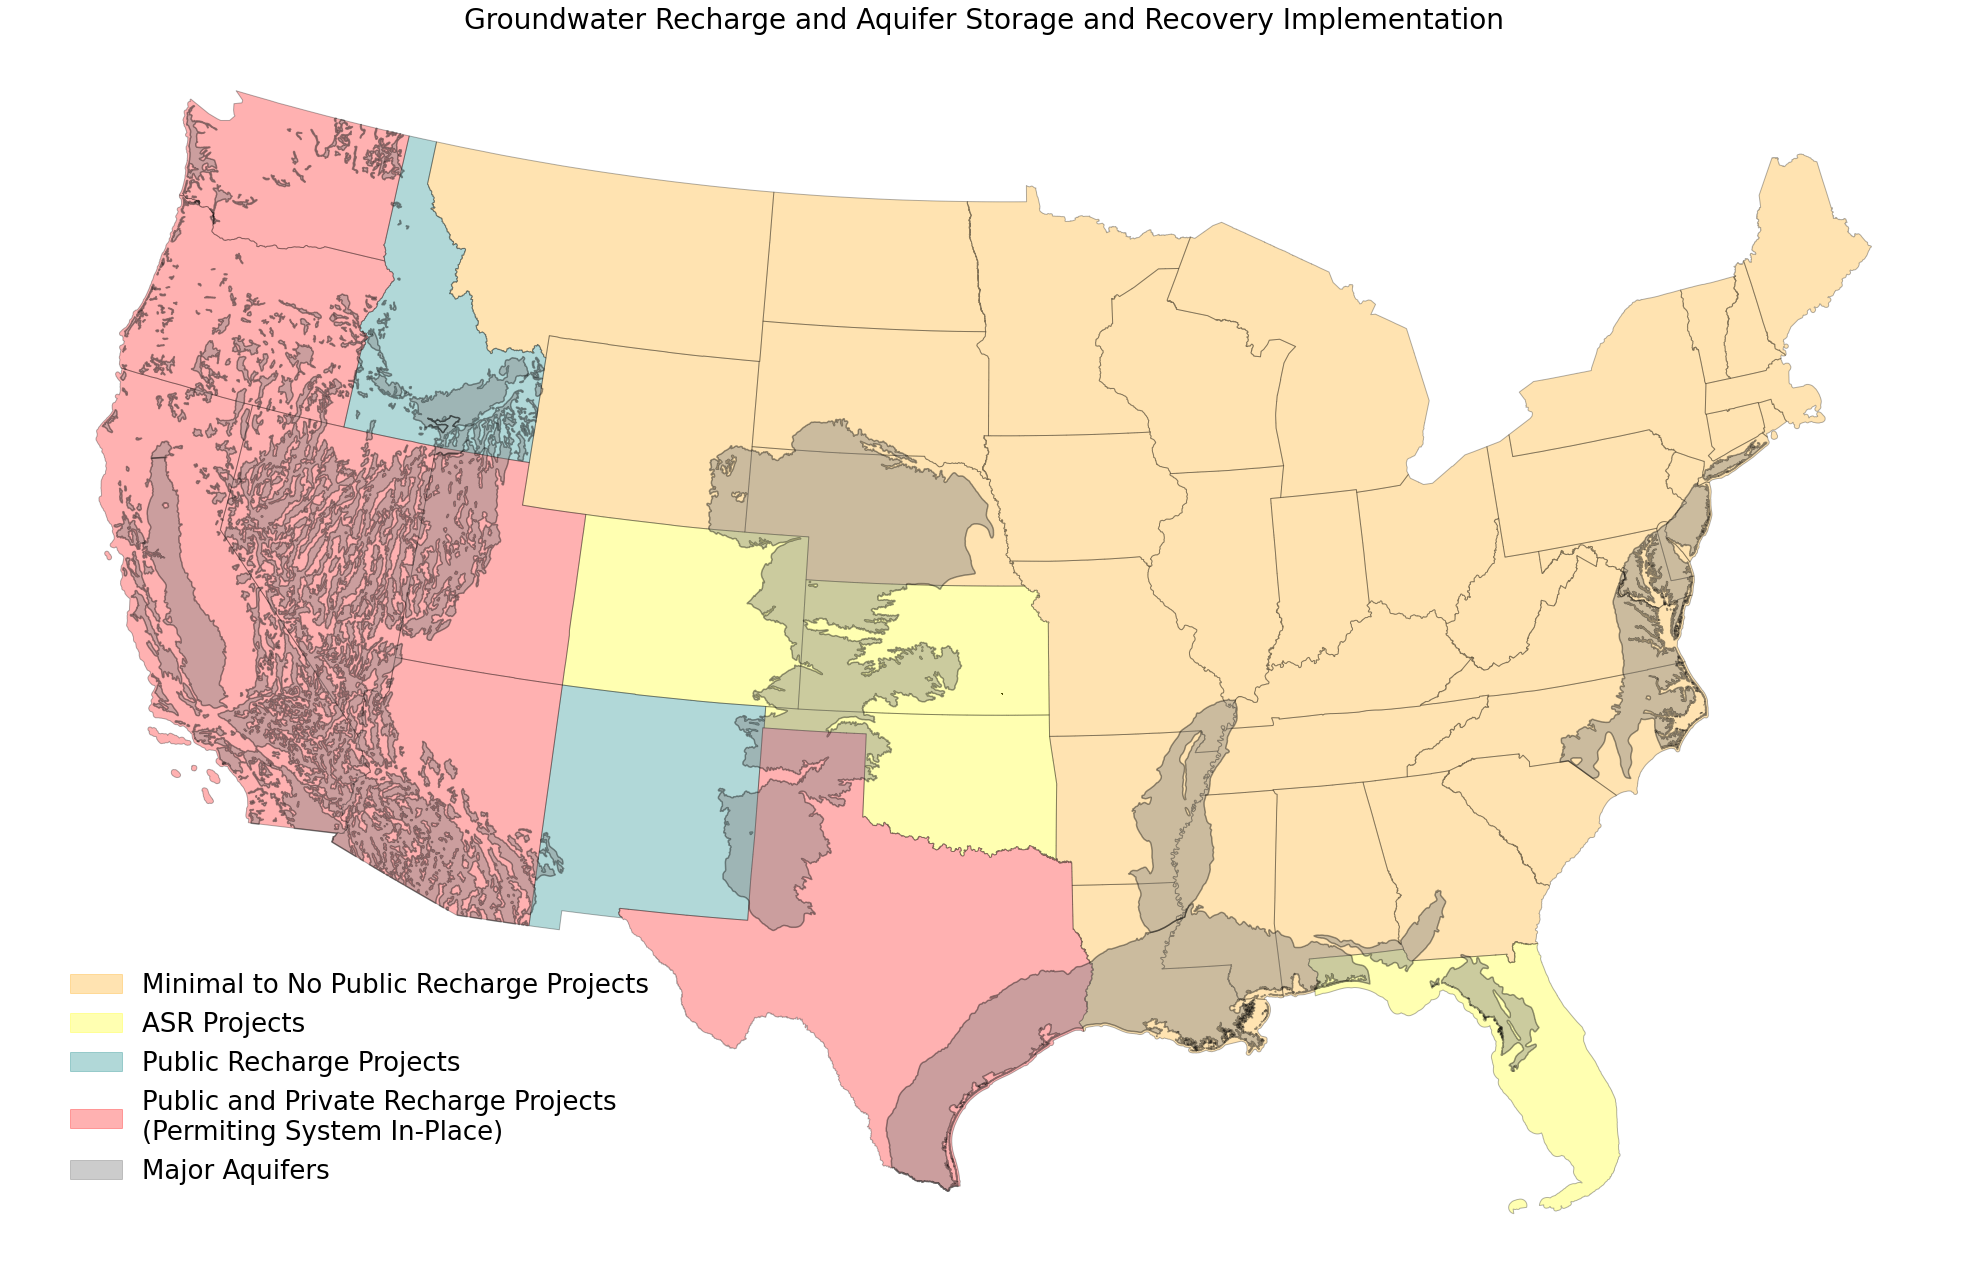 Groundwater Recharge and Aquifer Storage and Recovery Implementation
Minimal to No Public Recharge Projects
ASR Projects
Public Recharge Projects
Public and Private Recharge Projects
(Permiting System In-Place)
Major Aquifers